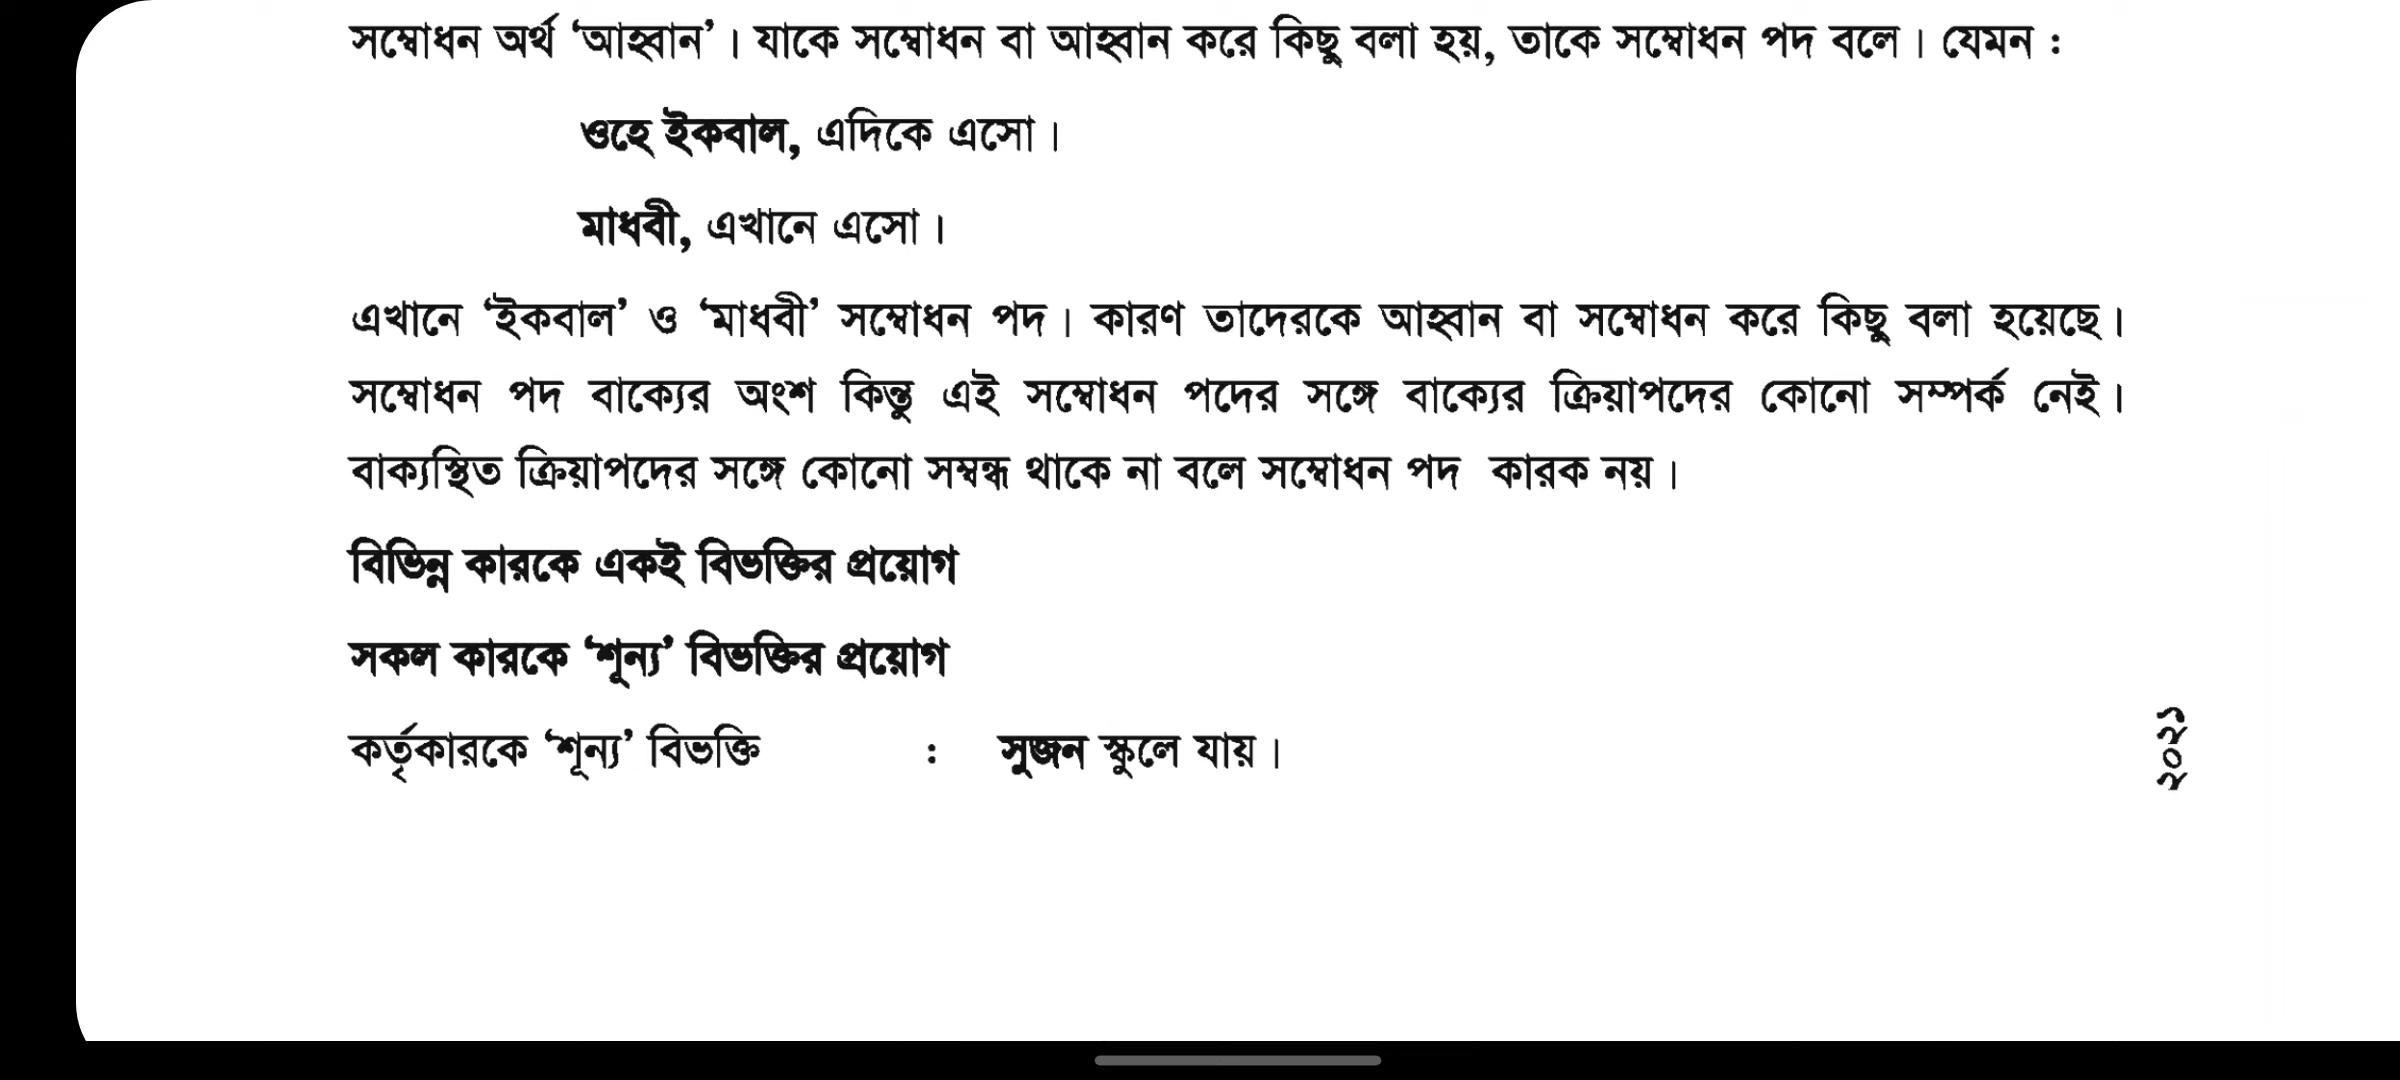 সম্বোধন অর্থ ‘আহ্বান’। যাকে সম্বোধন বা আহ্বান করে কিছু বলা হয়, তাকে সম্বোধন পদ বলে। যেমন :
ওহে ইকবাল, এদিকে এসো।
মাধবী, এখানে এসো।
এখানে ‘ইকবাল’ ও ‘মাধবী’ সম্বোধন পদ। কারণ তাদেরকে আহ্বান বা সম্বোধন করে কিছু বলা হয়েছে।
সম্বোধন পদ বাক্যের অংশ কিন্তু এই সম্বোধন পদের সঙ্গে বাক্যের ক্রিয়াপদের কোনো সম্পর্ক নেই।
বাক্যস্থিত ক্রিয়াপদের সঙ্গে কোনো সম্বন্ধ থাকে না বলে সম্বোধন পদ কারক নয়।
বিভিন্ন কারকে একই বিভক্তির প্রয়োগ
সকল কারকে ‘শূন্য’ বিভক্তির প্রয়োগ
কর্তৃকারকে ‘শূন্য’ বিভক্তি : সুজন স্কুলে যায়।
২০২১